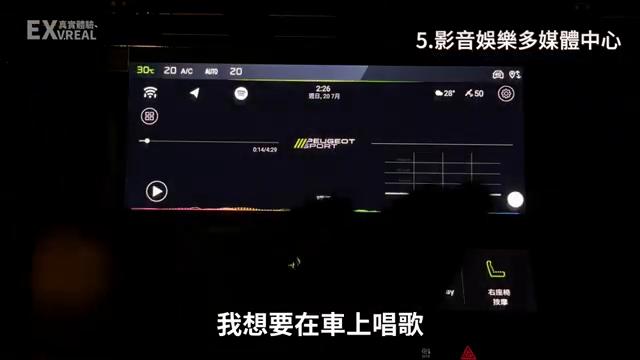 EX 真實體驗、
V.REAL
5.影音娛樂多媒體中心
30°C 20 A/C AUTO 20
2:26
週日, 20 7月
28° 50
0:14/4:29
PEUGEOT
SPORT
ay
右座椅
按摩
我想要在車上唱歌